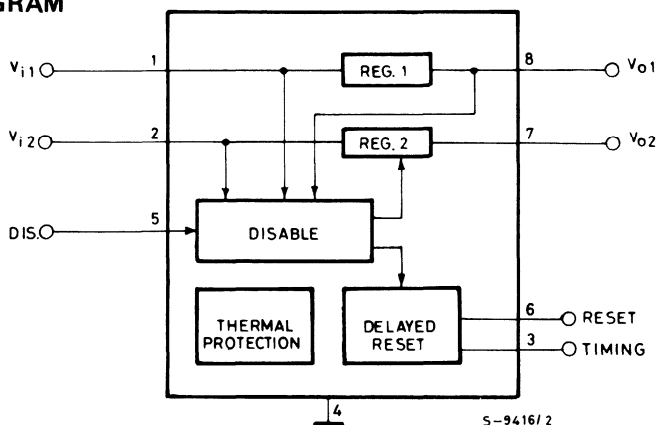 GRAM
Vi1 1 REG. 1 8 Vo1
Vi2 2 REG. 2 7 Vo2
DIS. 5 DISABLE
THERMAL
PROTECTION
DELAYED
RESET
6 RESET
3 TIMING
4
S-9416/2